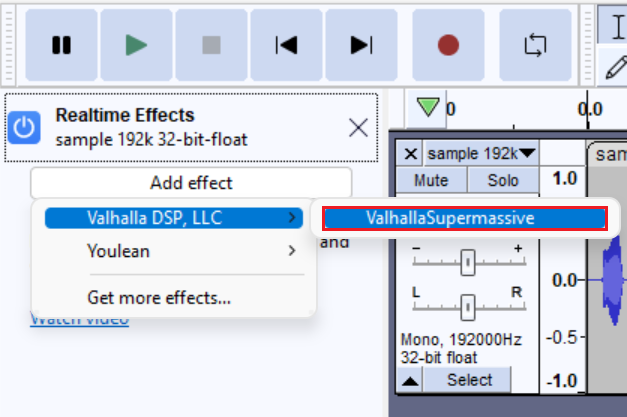 Realtime Effects
sample 192k 32-bit-float
Add effect
Valhalla DSP, LLC
ValhallaSupermassive
Youlean
and
Get more effects...
Watch video
0
0.0
sample 192k
sam
Mute
Solo
1.0
-
+
0.0
L
R
Mono, 192000Hz
32-bit float
-0.5
Select
-1.0